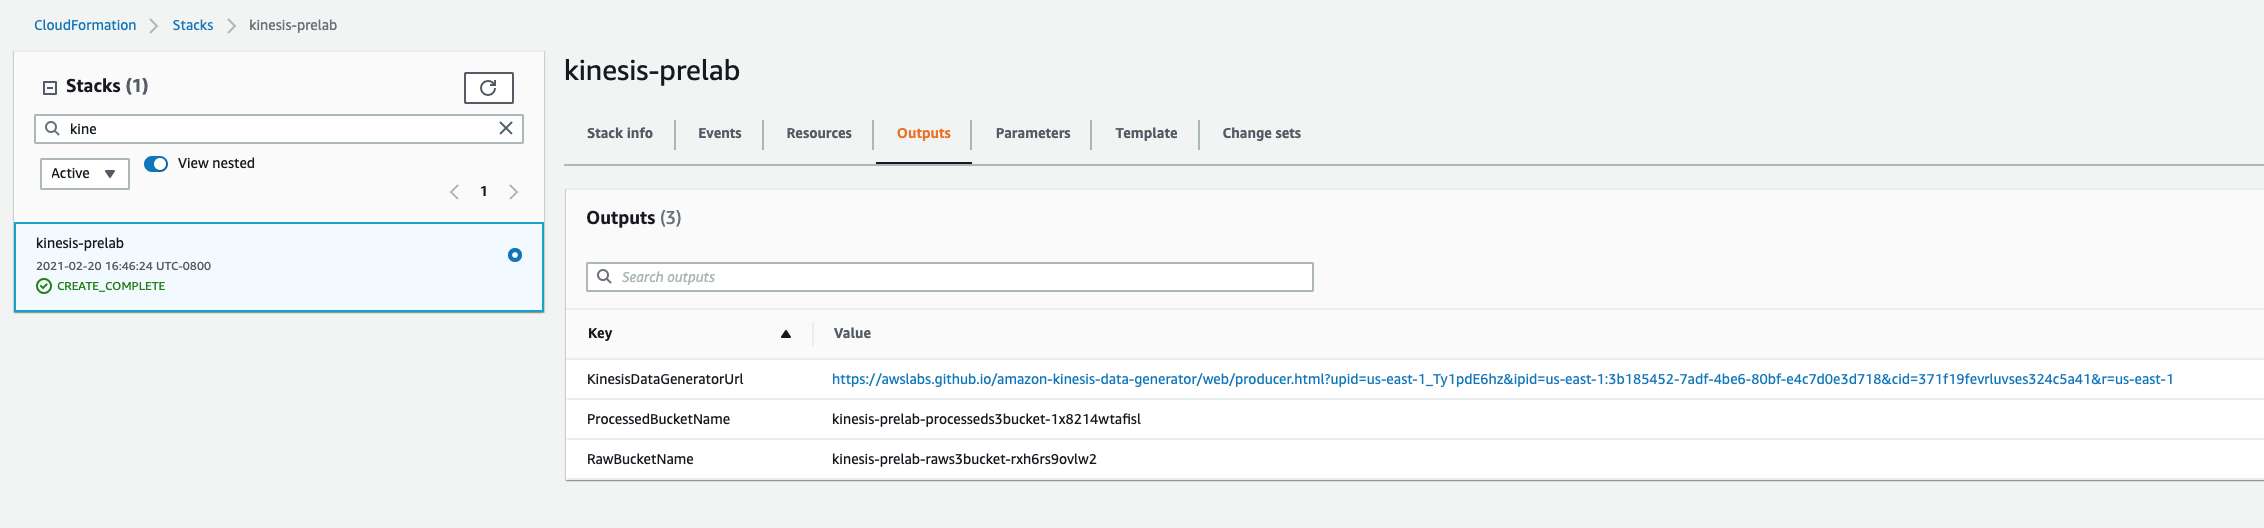 CloudFormation > Stacks > kinesis-prelab
Stacks (1)
kine
Active
View nested
1
kinesis-prelab
2021-02-20 16:46:24 UTC-0800
CREATE_COMPLETE
kinesis-prelab
Stack info
Events
Resources
Outputs
Parameters
Template
Change sets
Outputs (3)
Search outputs
Key Value
KinesisDataGeneratorUrl https://awslabs.github.io/amazon-kinesis-data-generator/web/producer.html?upid=us-east-1_Ty1pdE6hz&ipid=us-east-1:3b185452-7adf-4be6-80bf-e4c7d0e3d718&cid=371f19fevrluvses324c5a41&r=us-east-1
ProcessedBucketName kinesis-prelab-processeds3bucket-1x8214wtafisl
RawBucketName kinesis-prelab-raws3bucket-rxh6rs9ovlw2